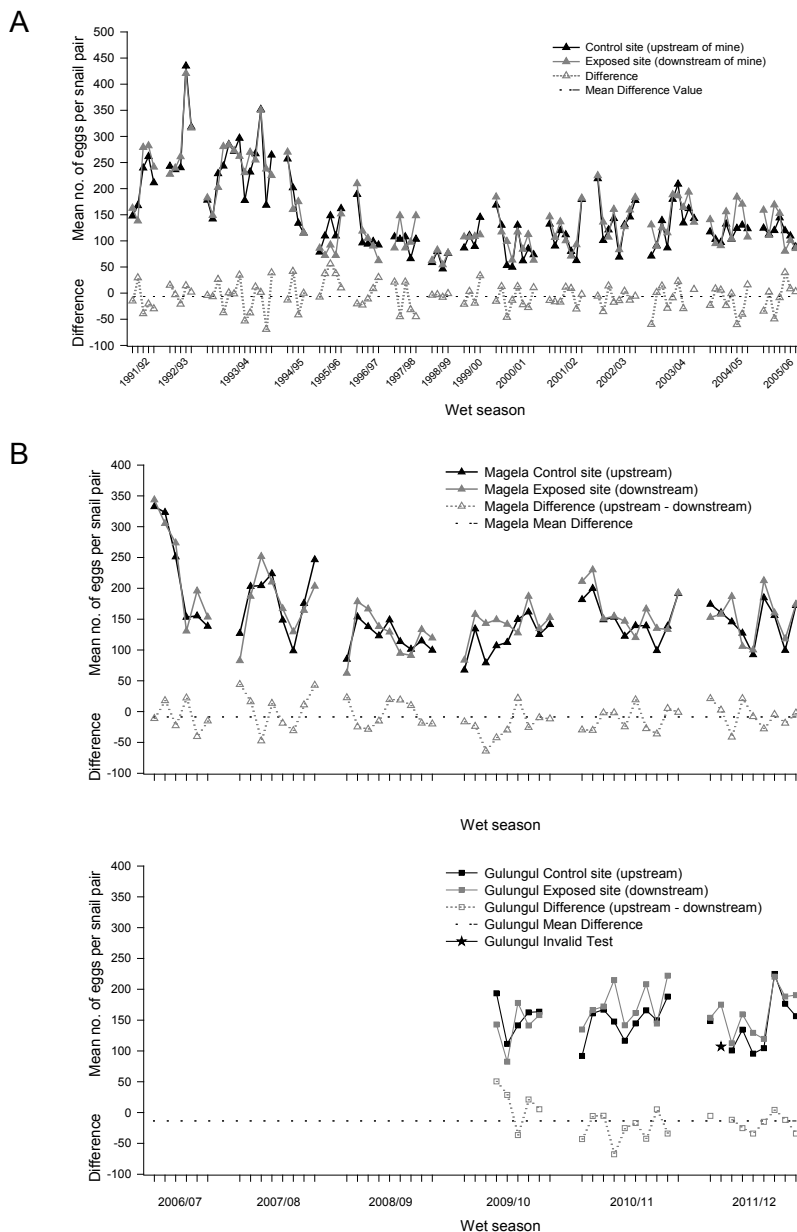 A
Mean no. of eggs per snail pair
Difference
500
450
400
350
300
250
200
150
100
50
0
-50
-100
Control site (upstream of mine)
Exposed site (downstream of mine)
Difference
Mean Difference Value
1991/92
1992/93
1993/94
1994/95
1995/96
1996/97
1997/98
1998/99
1999/00
2000/01
2001/02
2002/03
2003/04
2004/05
2005/06
Wet season
B
Mean no. of eggs per snail pair
Difference
400
350
300
250
200
150
100
50
0
-50
-100
Magela Control site (upstream)
Magela Exposed site (downstream)
Magela Difference (upstream - downstream)
Magela Mean Difference
Wet season
Mean no. of eggs per snail pair
Difference
400
350
300
250
200
150
100
50
0
-50
-100
Gulungul Control site (upstream)
Gulungul Exposed site (downstream)
Gulungul Difference (upstream - downstream)
Gulungul Mean Difference
Gulungul Invalid Test
2006/07
2007/08
2008/09
2009/10
2010/11
2011/12
Wet season